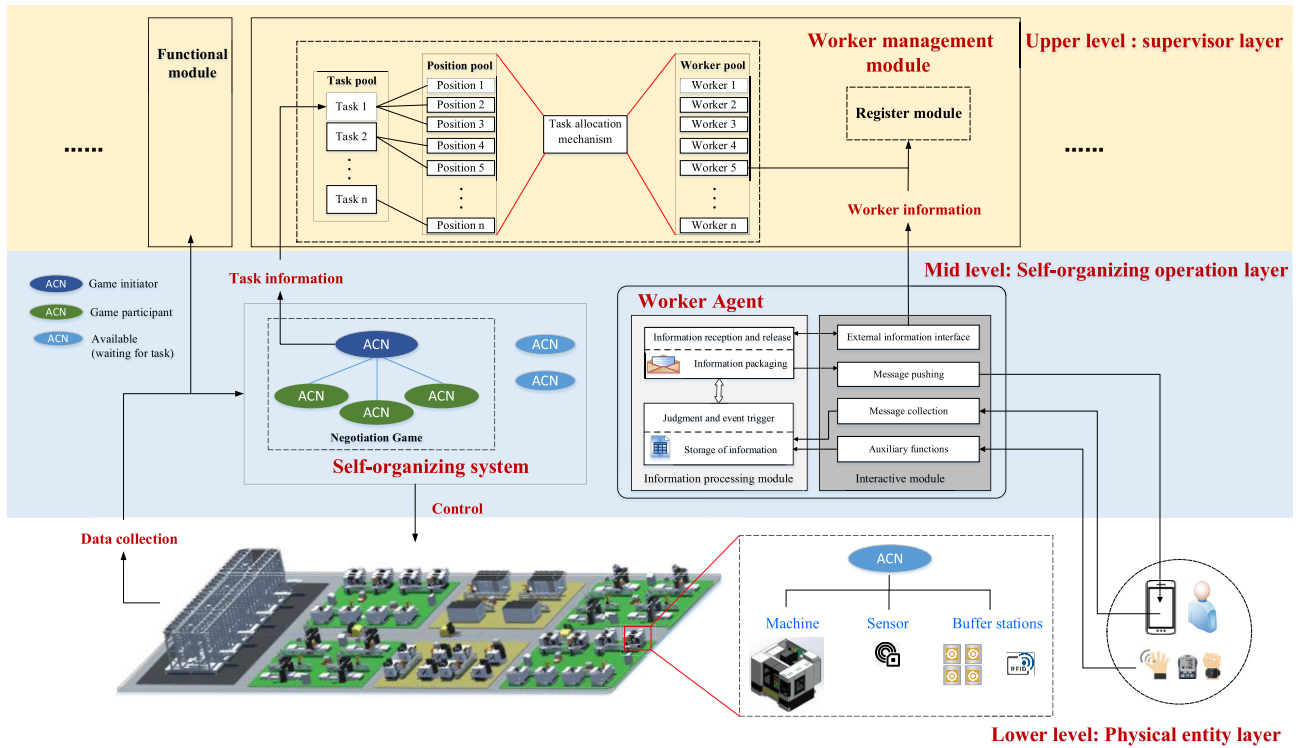 Functional
module
Task pool
Task 1
Task 2
Task n
Position pool
Position 1
Position 2
Position 3
Position 4
Position 5
Position n
Task allocation
mechanism
Worker pool
Worker 1
Worker 2
Worker 3
Worker 4
Worker 5
Worker n
Worker management
module
Register module
Upper level : supervisor layer
......
......
Worker information
Task information
Mid level: Self-organizing operation layer
ACN Game initiator
ACN Game participant
ACN Available
(waiting for task)
ACN
ACN
ACN
ACN
Negotiation Game
ACN
ACN
Self-organizing system
Worker Agent
Information reception and release
Information packaging
Judgment and event trigger
Storage of information
Information processing module
External information interface
Message pushing
Message collection
Auxiliary functions
Interactive module
Control
Data collection
ACN
Machine
Sensor
Buffer stations
RFID
Lower level: Physical entity layer